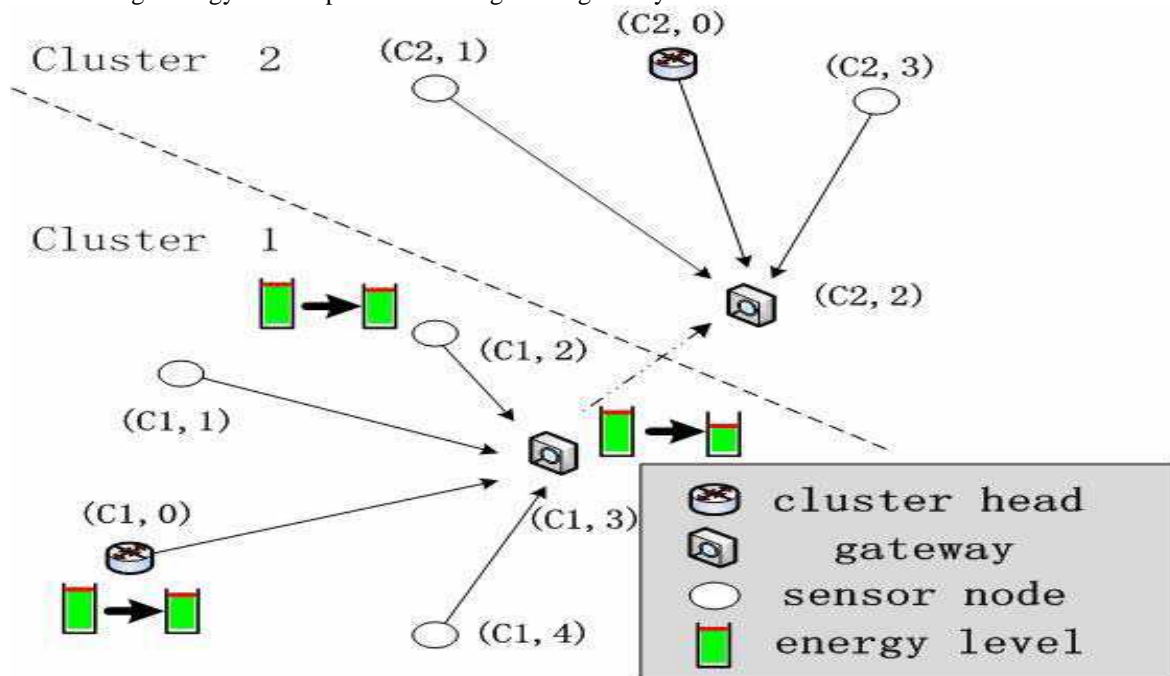 (C2, 0)
Cluster 2
(C2, 1)
(C2, 3)
Cluster 1
(C2, 2)
(C1, 2)
(C1, 1)
(C1, 0)
(C1, 3)
(C1, 4)
cluster head
gateway
sensor node
energy level